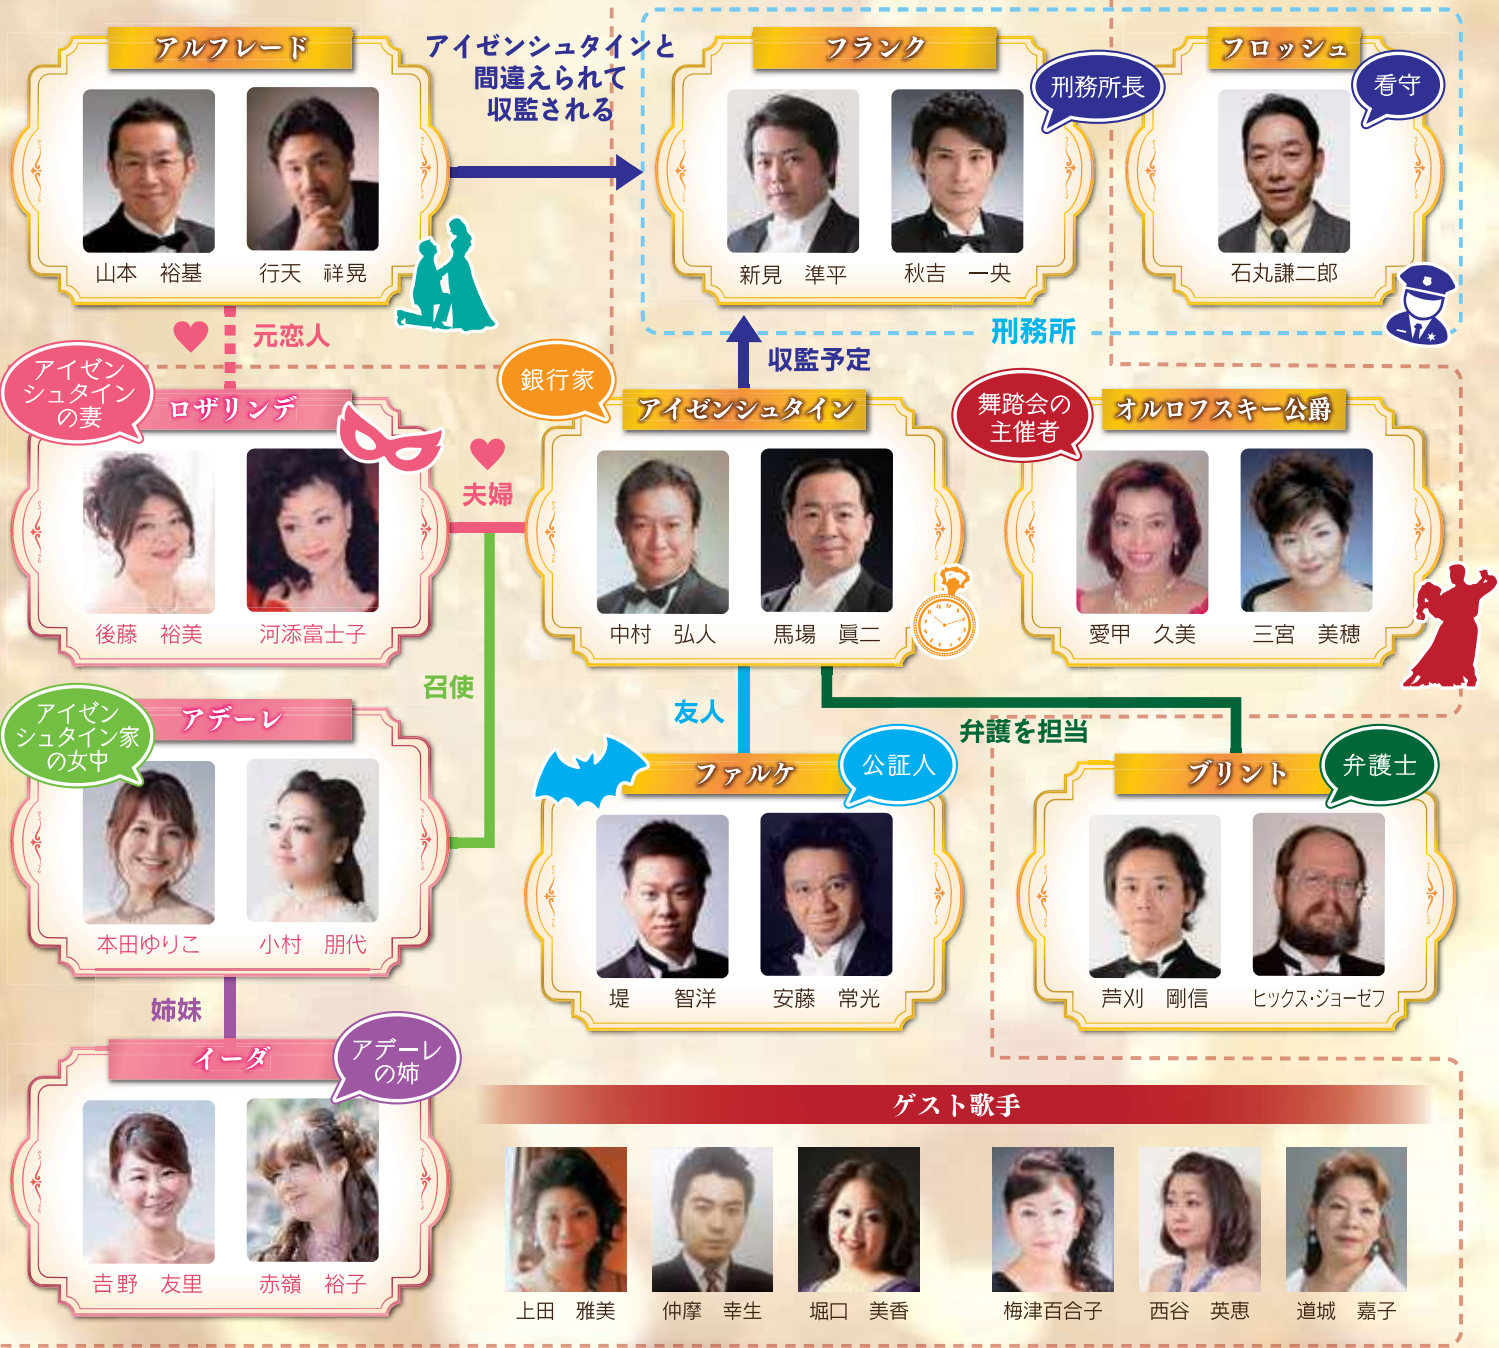 アルフレード
山本　裕基
行天　祥晃
アイゼンシュタインと
間違えられて
収監される
フランク
刑務所長
新見　準平
秋吉　一央
フロッシュ
看守
石丸謙二郎
刑務所
元恋人
収監予定
アイゼン
シュタイン
の妻
ロザリンデ
後藤　裕美
河添富士子
夫婦
銀行家
アイゼンシュタイン
中村　弘人
馬場　眞二
舞踏会の
主催者
オルロフスキー公爵
愛甲　久美
三宮　美穂
召使
友人
弁護を担当
アイゼン
シュタイン家
の女中
アデーレ
本田ゆりこ
小村　朋代
ファルケ
公証人
堤　智洋
安藤　常光
ブリント
弁護士
芦刈　剛信
ヒックス・ジョーゼフ
姉妹
イーダ
アデーレ
の姉
吉野　友里
赤嶺　裕子
ゲスト歌手
上田　雅美
仲摩　幸生
堀口　美香
梅津百合子
西谷　英恵
道城　嘉子